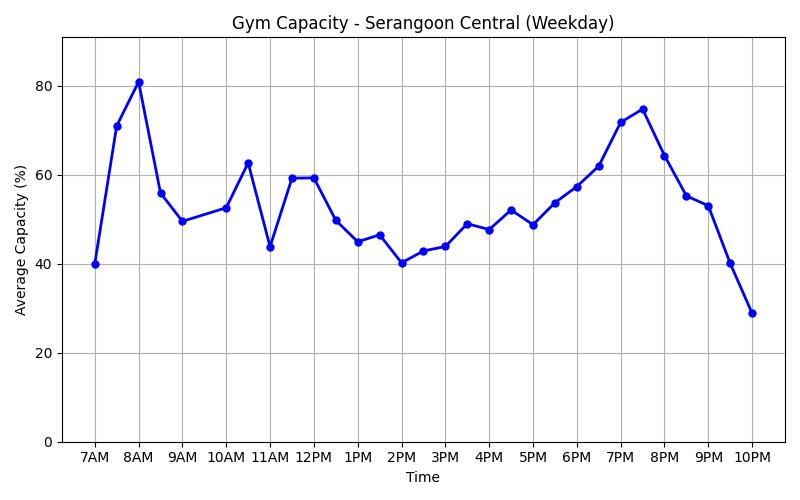 Gym Capacity - Serangoon Central (Weekday)
Average Capacity (%)
80
60
40
20
0
7AM 8AM 9AM 10AM 11AM 12PM 1PM 2PM 3PM 4PM 5PM 6PM 7PM 8PM 9PM 10PM
Time